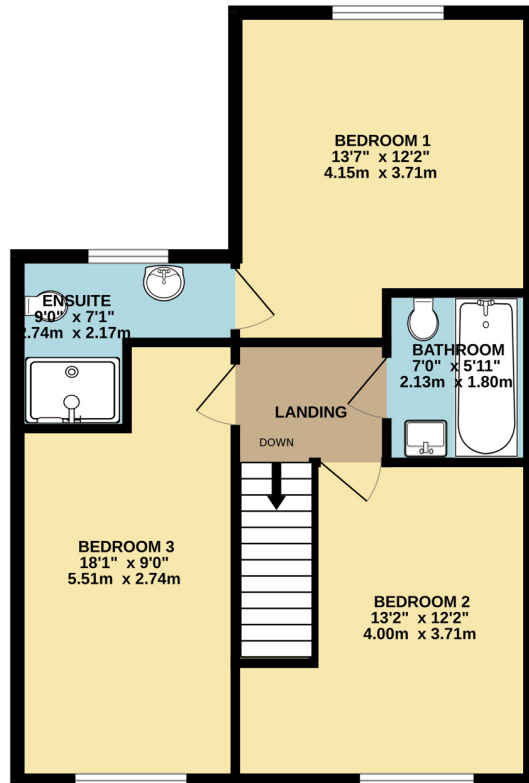 BEDROOM 1
13'7" x 12'2"
4.15m x 3.71m
ENSUITE
9'0" x 7'1"
2.74m x 2.17m
BATHROOM
7'0" x 5'11"
2.13m x 1.80m
LANDING
DOWN
BEDROOM 3
18'1" x 9'0"
5.51m x 2.74m
BEDROOM 2
13'2" x 12'2"
4.00m x 3.71m